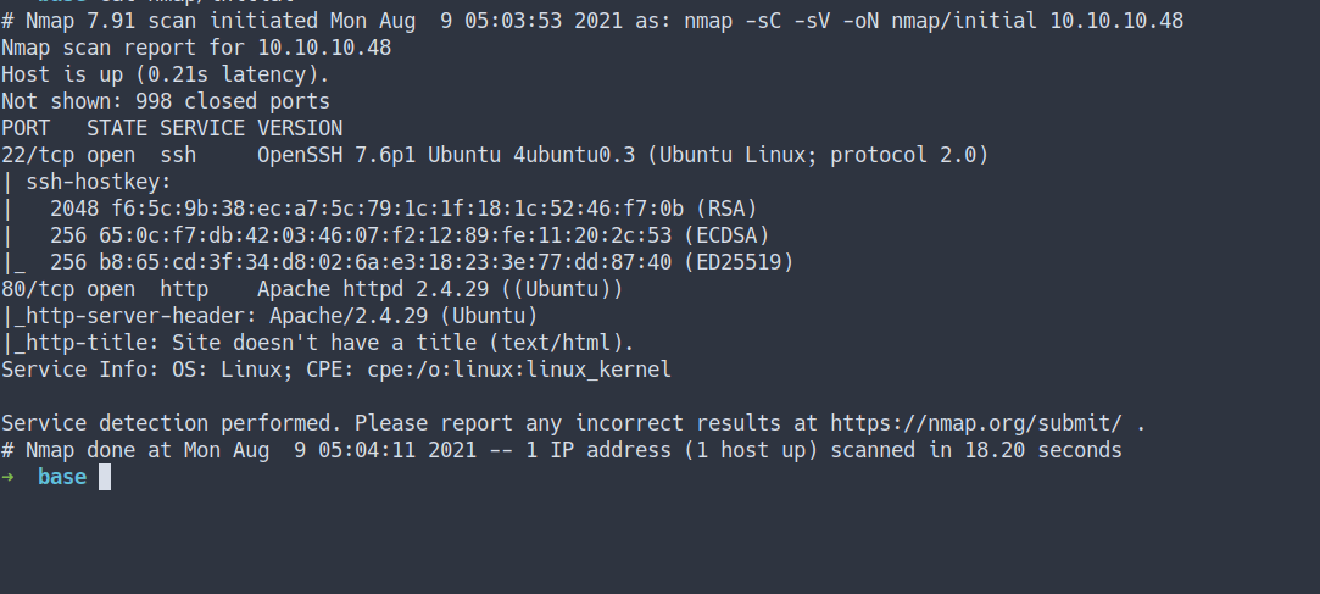 # Nmap 7.91 scan initiated Mon Aug  9 05:03:53 2021 as: nmap -sC -sV -oN nmap/initial 10.10.10.48
Nmap scan report for 10.10.10.48
Host is up (0.21s latency).
Not shown: 998 closed ports
PORT   STATE SERVICE VERSION
22/tcp open  ssh     OpenSSH 7.6p1 Ubuntu 4ubuntu0.3 (Ubuntu Linux; protocol 2.0)
| ssh-hostkey:
|   2048 f6:5c:9b:38:ec:a7:5c:79:1c:1f:18:1c:52:46:f7:0b (RSA)
|   256 65:0c:f7:db:42:03:46:07:f2:12:89:fe:11:20:2c:53 (ECDSA)
|_  256 b8:65:cd:3f:34:d8:02:6a:e3:18:23:3e:77:dd:87:40 (ED25519)
80/tcp open  http    Apache httpd 2.4.29 ((Ubuntu))
|_http-server-header: Apache/2.4.29 (Ubuntu)
|_http-title: Site doesn't have a title (text/html).
Service Info: OS: Linux; CPE: cpe:/o:linux:linux_kernel

Service detection performed. Please report any incorrect results at https://nmap.org/submit/ .
# Nmap done at Mon Aug  9 05:04:11 2021 -- 1 IP address (1 host up) scanned in 18.20 seconds
→  base